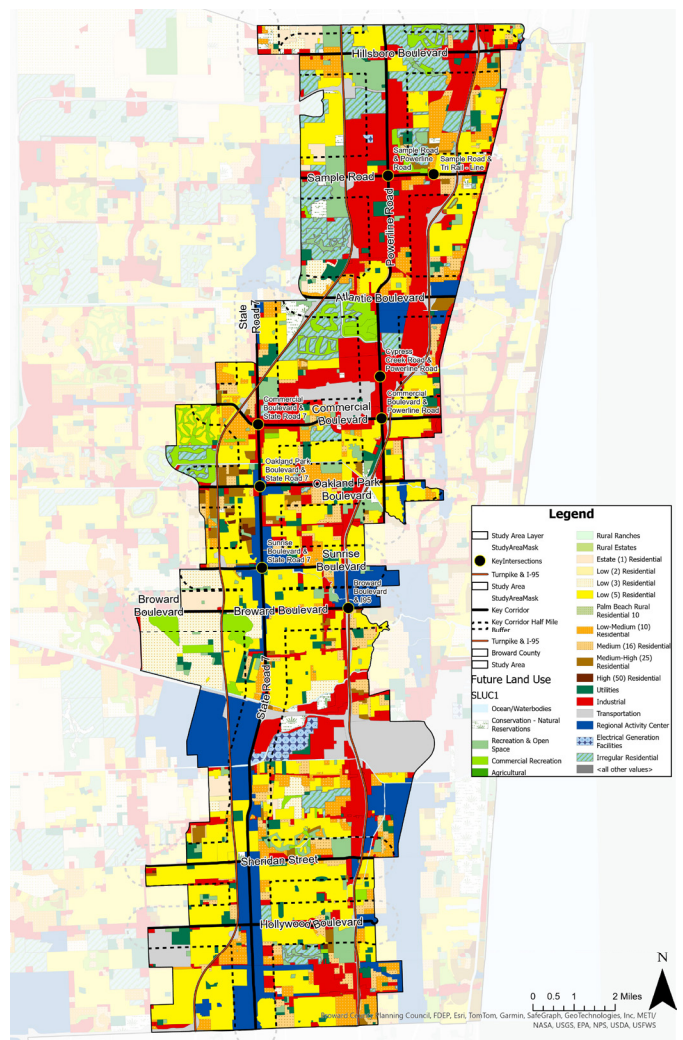 Hillsboro Boulevard
Sample Road
& Powerline
Road
Sample Road &
Tri Rail - Line
Sample Road
Powerline Road
Atlantic Boulevard
State
Road 7
Cypress
Creek Road &
Powerline Road
Commercial
Boulevard &
State Road 7
Commercial
Boulevard
Commercial
Boulevard &
Powerline Road
Oakland Park
Boulevard &
State Road 7
Oakland Park
Boulevard
Sunrise
Boulevard &
State Road 7
Sunrise
Boulevard
Broward
Boulevard
& I95
Broward
Boulevard
Broward Boulevard
State Road 7
Sheridan Street
Hollywood Boulevard
Legend
Study Area Layer
StudyAreaMask
KeyIntersections
Turnpike & I-95
Study Area
StudyAreaMask
Key Corridor
Key Corridor Half Mile
Buffer
Turnpike & I-95
Broward County
Study Area
Future Land Use
SLUC1
Ocean/Waterbodies
Conservation - Natural
Reservations
Recreation & Open
Space
Commercial Recreation
Agricultural
Rural Ranches
Rural Estates
Estate (1) Residential
Low (2) Residential
Low (3) Residential
Low (5) Residential
Palm Beach Rural
Residential 10
Low-Medium (10)
Residential
Medium (16) Residential
Medium-High (25)
Residential
High (50) Residential
Utilities
Industrial
Transportation
Regional Activity Center
Electrical Generation
Facilities
Irregular Residential
<all other values>
N
0 0.5 1 2 Miles
Broward County Planning Council, FDEP, Esri, TomTom, Garmin, SafeGraph, GeoTechnologies, Inc, METI/
NASA, USGS, EPA, NPS, USDA, USFWS